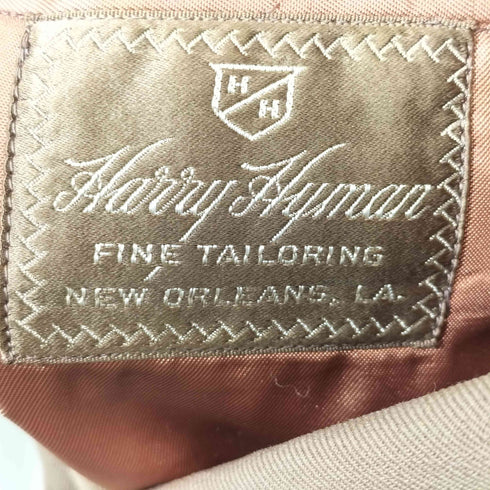 H H
Harry Hyman
FINE TAILORING
NEW ORLEANS, LA.